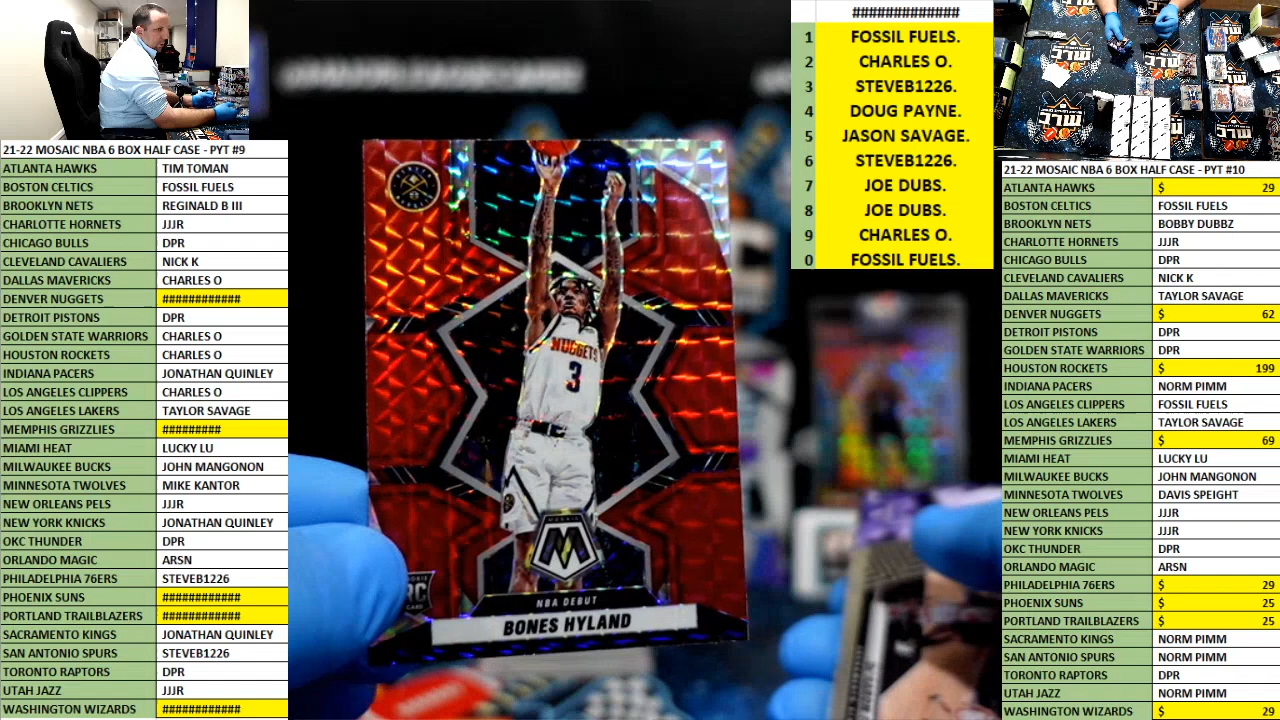 21-22 MOSAIC NBA 6 BOX HALF CASE - PYT #9
ATLANTA HAWKS TIM TOMAN
BOSTON CELTICS FOSSIL FUELS
BROOKLYN NETS REGINALD B III
CHARLOTTE HORNETS JJJR
CHICAGO BULLS DPR
CLEVELAND CAVALIERS NICK K
DALLAS MAVERICKS CHARLES O
DENVER NUGGETS ############
DETROIT PISTONS DPR
GOLDEN STATE WARRIORS CHARLES O
HOUSTON ROCKETS CHARLES O
INDIANA PACERS JONATHAN QUINLEY
LOS ANGELES CLIPPERS CHARLES O
LOS ANGELES LAKERS TAYLOR SAVAGE
MEMPHIS GRIZZLIES #########
MIAMI HEAT LUCKY LU
MILWAUKEE BUCKS JOHN MANGONON
MINNESOTA TWOLVES MIKE KANTOR
NEW ORLEANS PELS JJJR
NEW YORK KNICKS JONATHAN QUINLEY
OKC THUNDER DPR
ORLANDO MAGIC ARSN
PHILADELPHIA 76ERS STEVEB1226
PHOENIX SUNS ############
PORTLAND TRAILBLAZERS ############
SACRAMENTO KINGS JONATHAN QUINLEY
SAN ANTONIO SPURS STEVEB1226
TORONTO RAPTORS DPR
UTAH JAZZ JJJR
WASHINGTON WIZARDS ############
NUGGETS
3
MOSAIC
M
RC
NBA DEBUT
BONES HYLAND
#############
1 FOSSIL FUELS.
2 CHARLES O.
3 STEVEB1226.
4 DOUG PAYNE.
5 JASON SAVAGE.
6 STEVEB1226.
7 JOE DUBS.
8 JOE DUBS.
9 CHARLES O.
0 FOSSIL FUELS.
MLC
21-22 MOSAIC NBA 6 BOX HALF CASE - PYT #10
ATLANTA HAWKS $ 29
BOSTON CELTICS FOSSIL FUELS
BROOKLYN NETS BOBBY DUBBZ
CHARLOTTE HORNETS JJJR
CHICAGO BULLS DPR
CLEVELAND CAVALIERS NICK K
DALLAS MAVERICKS TAYLOR SAVAGE
DENVER NUGGETS $ 62
DETROIT PISTONS DPR
GOLDEN STATE WARRIORS DPR
HOUSTON ROCKETS $ 199
INDIANA PACERS NORM PIMM
LOS ANGELES CLIPPERS FOSSIL FUELS
LOS ANGELES LAKERS TAYLOR SAVAGE
MEMPHIS GRIZZLIES $ 69
MIAMI HEAT LUCKY LU
MILWAUKEE BUCKS JOHN MANGONON
MINNESOTA TWOLVES DAVIS SPEIGHT
NEW ORLEANS PELS JJJR
NEW YORK KNICKS JJJR
OKC THUNDER DPR
ORLANDO MAGIC ARSN
PHILADELPHIA 76ERS $ 29
PHOENIX SUNS $ 25
PORTLAND TRAILBLAZERS $ 25
SACRAMENTO KINGS NORM PIMM
SAN ANTONIO SPURS NORM PIMM
TORONTO RAPTORS DPR
UTAH JAZZ NORM PIMM
WASHINGTON WIZARDS $ 29